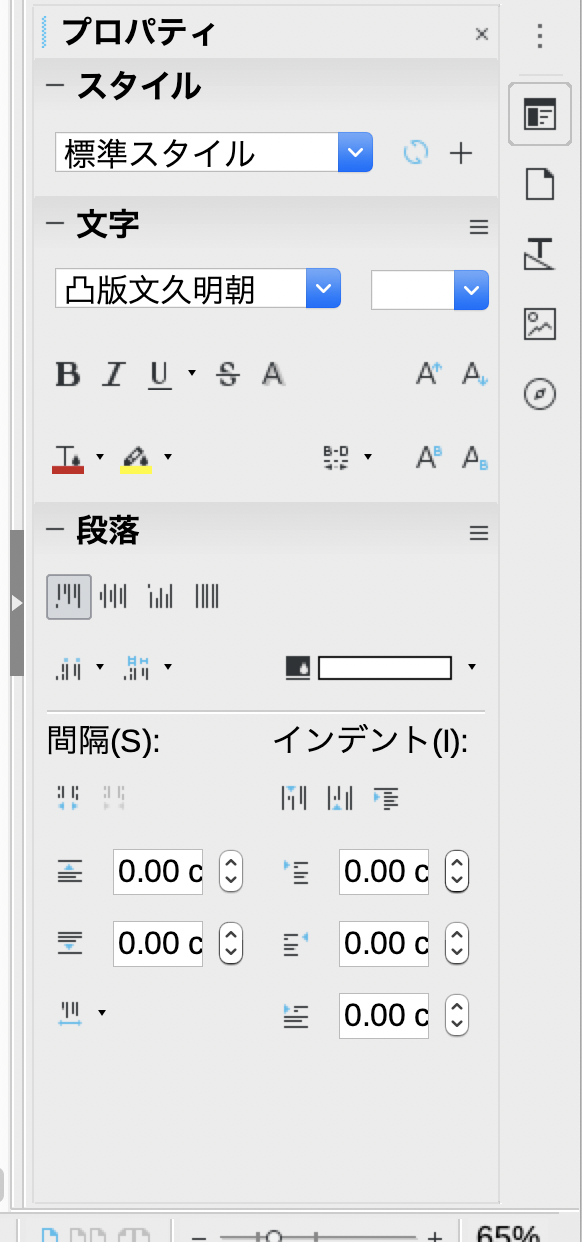 プロパティ
スタイル
標準スタイル
文字
凸版文久明朝
B I U S A A A
B-D AB AB
段落
間隔(S): インデント(I):
0.00 c 0.00 c
0.00 c 0.00 c
0.00 c
65%